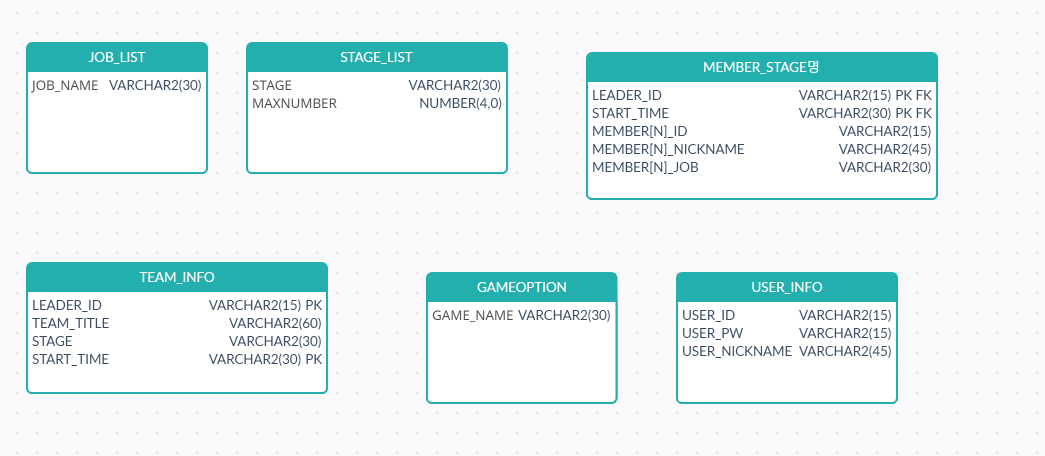 JOB_LIST
JOB_NAME VARCHAR2(30)
STAGE_LIST
STAGE VARCHAR2(30)
MAXNUMBER NUMBER(4,0)
MEMBER_STAGE명
LEADER_ID VARCHAR2(15) PK FK
START_TIME VARCHAR2(30) PK FK
MEMBER[N]_ID VARCHAR2(15)
MEMBER[N]_NICKNAME VARCHAR2(45)
MEMBER[N]_JOB VARCHAR2(30)
TEAM_INFO
LEADER_ID VARCHAR2(15) PK
TEAM_TITLE VARCHAR2(60)
STAGE VARCHAR2(30)
START_TIME VARCHAR2(30) PK
GAMEOPTION
GAME_NAME VARCHAR2(30)
USER_INFO
USER_ID VARCHAR2(15)
USER_PW VARCHAR2(15)
USER_NICKNAME VARCHAR2(45)